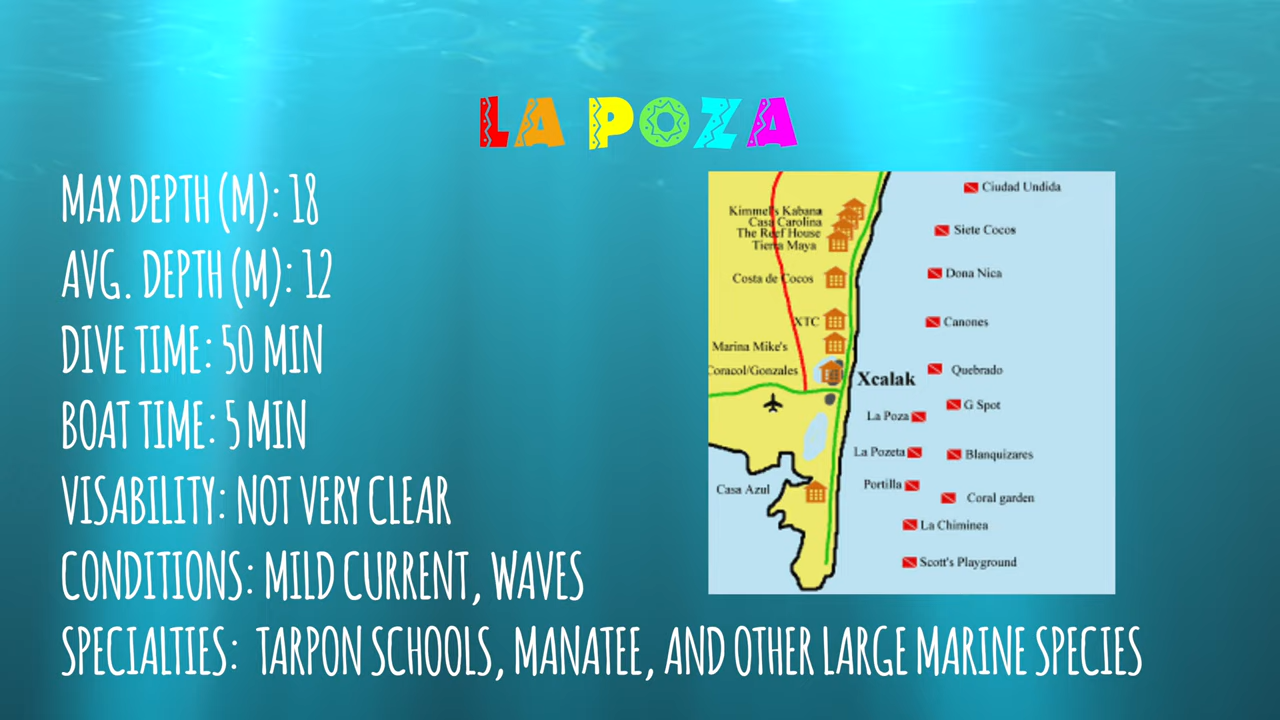 LA POZA
MAX DEPTH (M): 18
AVG. DEPTH (M): 12
DIVE TIME: 50 MIN
BOAT TIME: 5 MIN
VISABILITY: NOT VERY CLEAR
CONDITIONS: MILD CURRENT, WAVES
SPECIALTIES: TARPON SCHOOLS, MANATEE, AND OTHER LARGE MARINE SPECIES
Ciudad Undida
Kimmel's Kabana
Casa Carolina
The Reef House
Siete Cocos
Tierra Maya
Dona Nica
Costa de Cocos
XTC
Canones
Marina Mike's
Coracol/Gonzales
Quebrado
Xcalak
G Spot
La Poza
La Pozeta
Blanquizares
Portilla
Casa Azul
Coral garden
La Chiminea
Scott's Playground